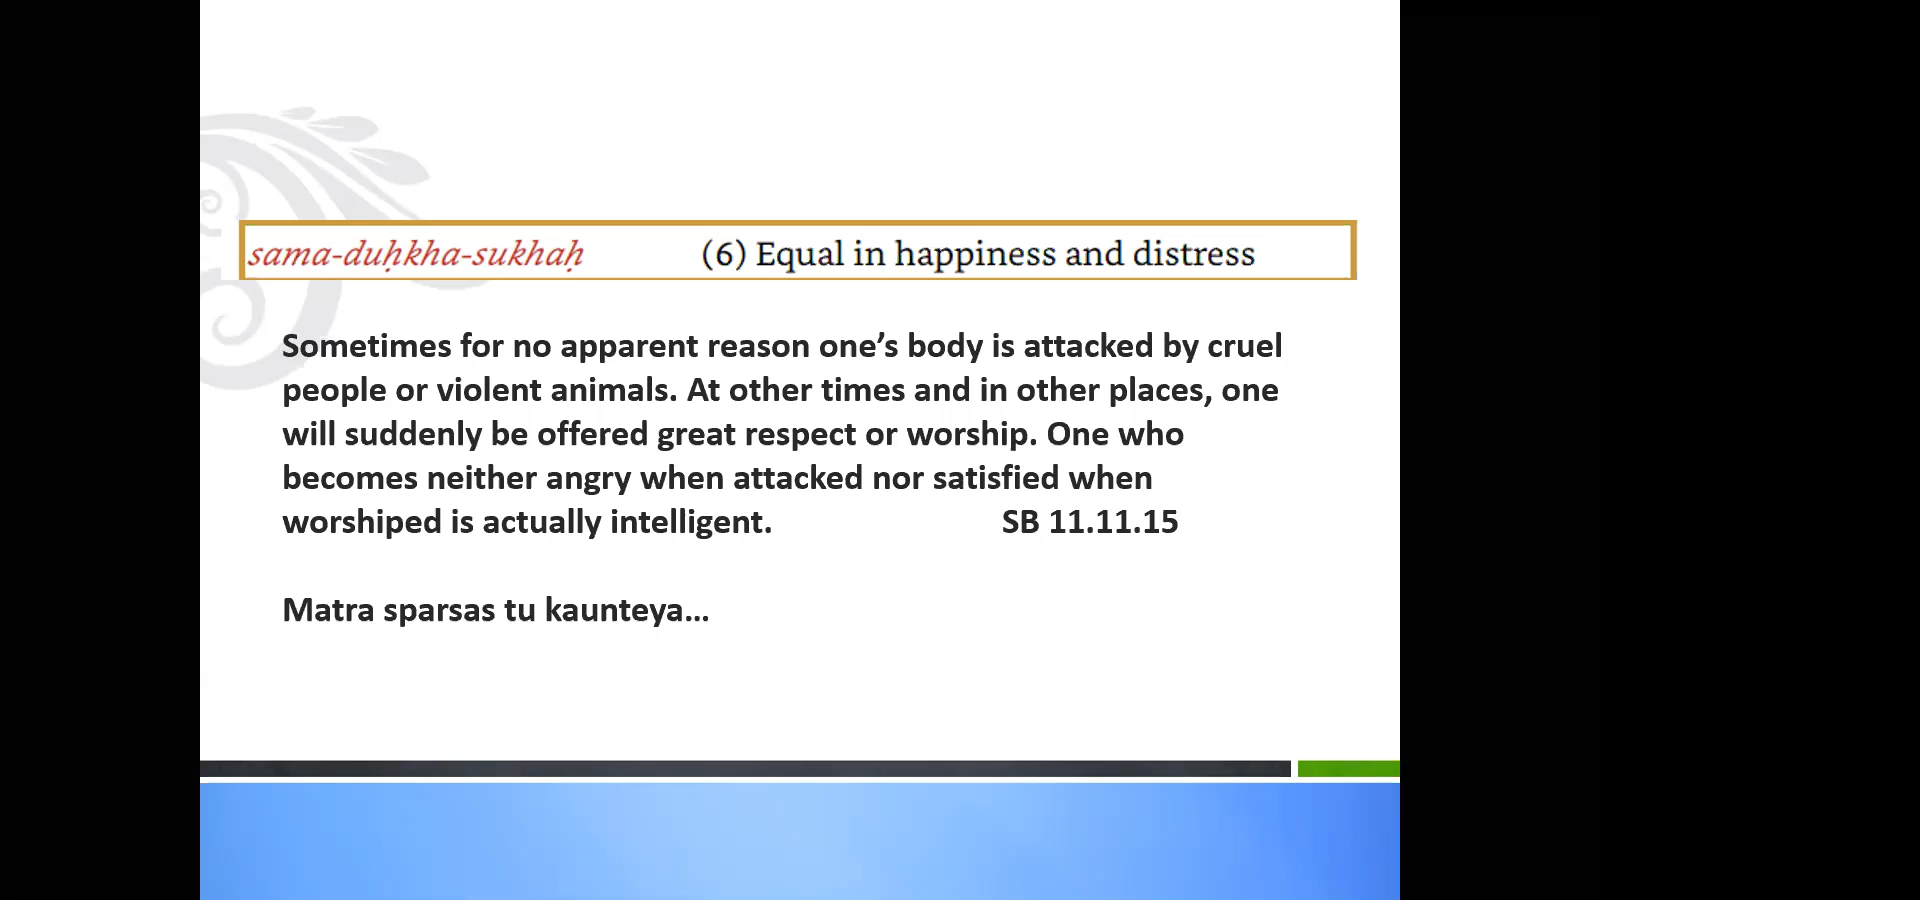 sama-duḥkha-sukhaḥ (6) Equal in happiness and distress
Sometimes for no apparent reason one’s body is attacked by cruel
people or violent animals. At other times and in other places, one
will suddenly be offered great respect or worship. One who
becomes neither angry when attacked nor satisfied when
worshiped is actually intelligent. SB 11.11.15
Matra sparsas tu kaunteya…